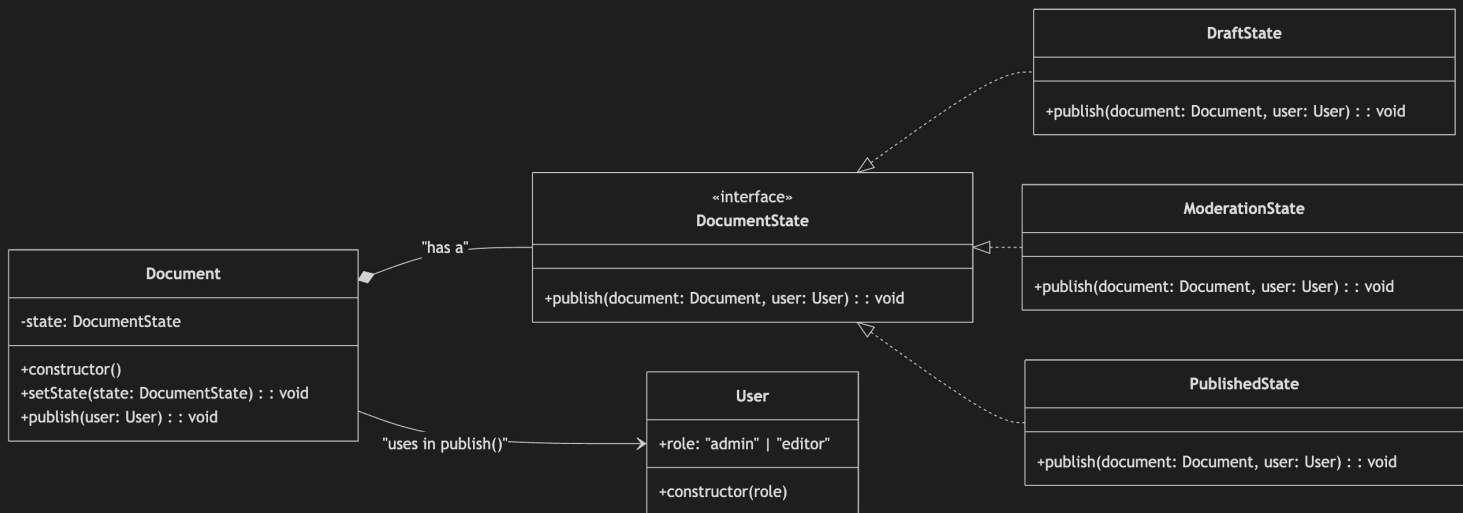 DraftState
+publish(document: Document, user: User) : : void
«interface»
DocumentState
+publish(document: Document, user: User) : : void
ModerationState
+publish(document: Document, user: User) : : void
"has a"
Document
-state: DocumentState
+constructor()
+setState(state: DocumentState) : : void
+publish(user: User) : : void
"uses in publish()"
User
+role: "admin" | "editor"
+constructor(role)
PublishedState
+publish(document: Document, user: User) : : void